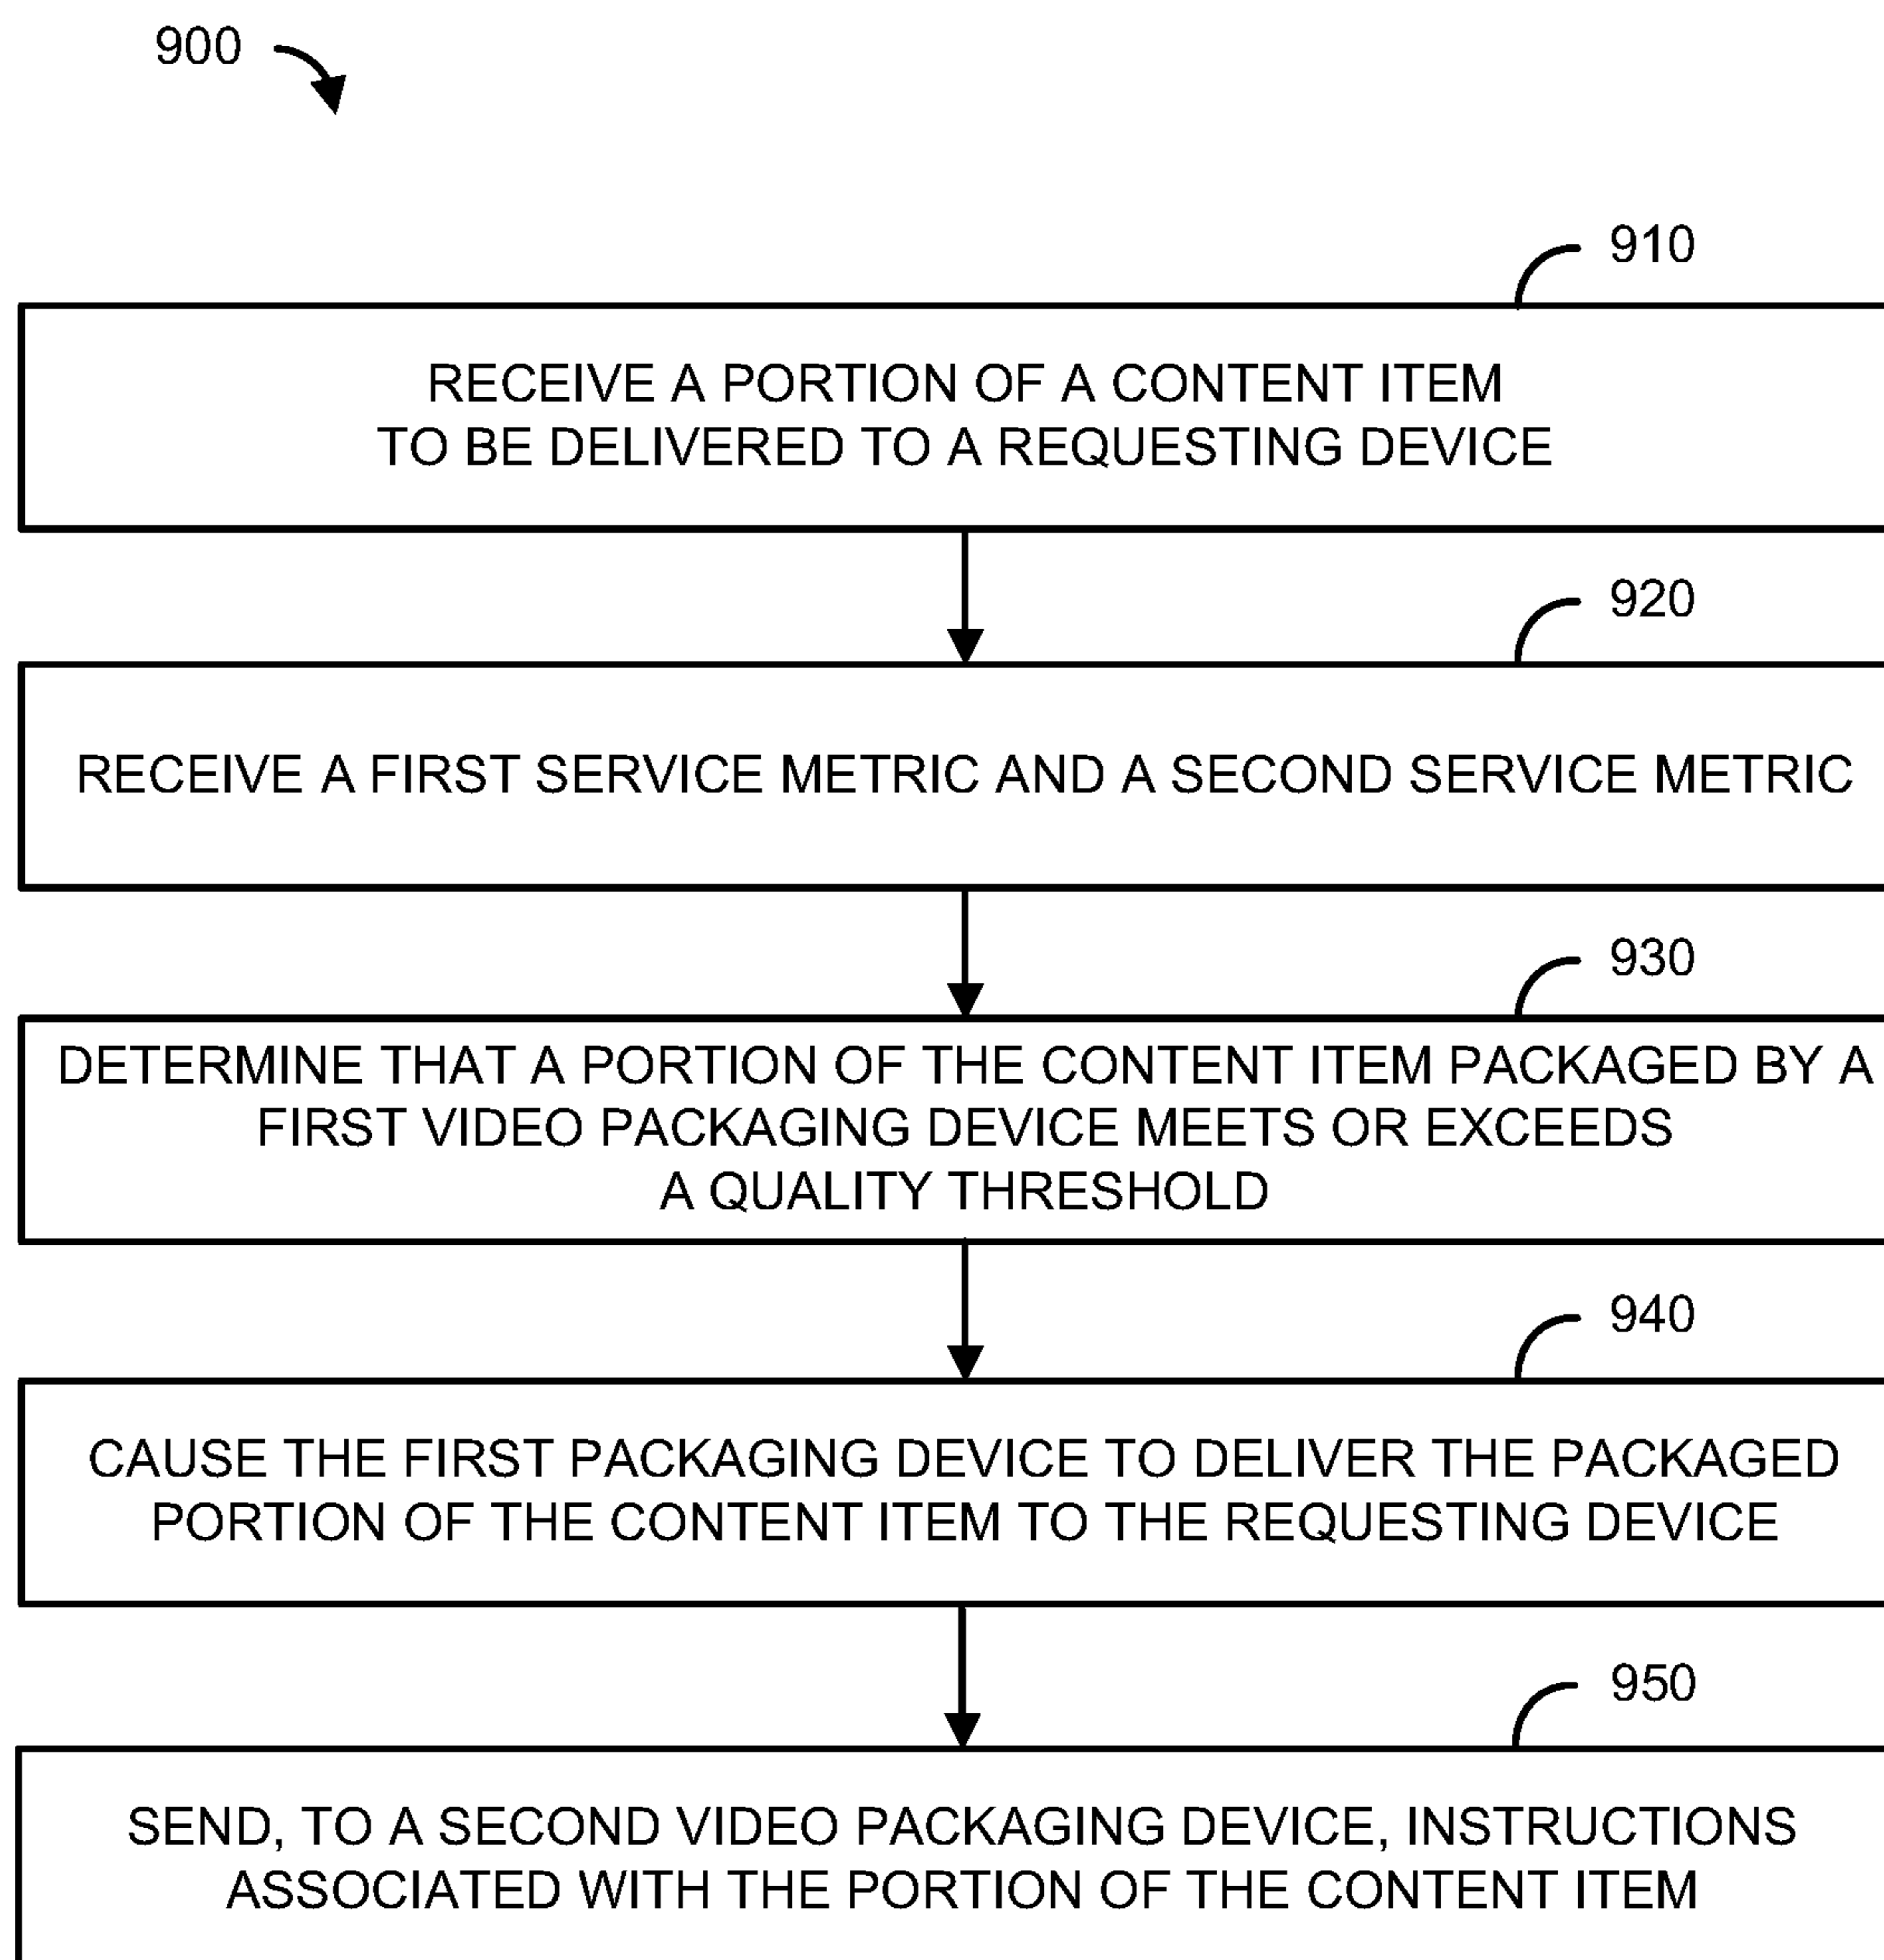 900
910
RECEIVE A PORTION OF A CONTENT ITEM
TO BE DELIVERED TO A REQUESTING DEVICE
920
RECEIVE A FIRST SERVICE METRIC AND A SECOND SERVICE METRIC
930
DETERMINE THAT A PORTION OF THE CONTENT ITEM PACKAGED BY A
FIRST VIDEO PACKAGING DEVICE MEETS OR EXCEEDS
A QUALITY THRESHOLD
940
CAUSE THE FIRST PACKAGING DEVICE TO DELIVER THE PACKAGED
PORTION OF THE CONTENT ITEM TO THE REQUESTING DEVICE
950
SEND, TO A SECOND VIDEO PACKAGING DEVICE, INSTRUCTIONS
ASSOCIATED WITH THE PORTION OF THE CONTENT ITEM